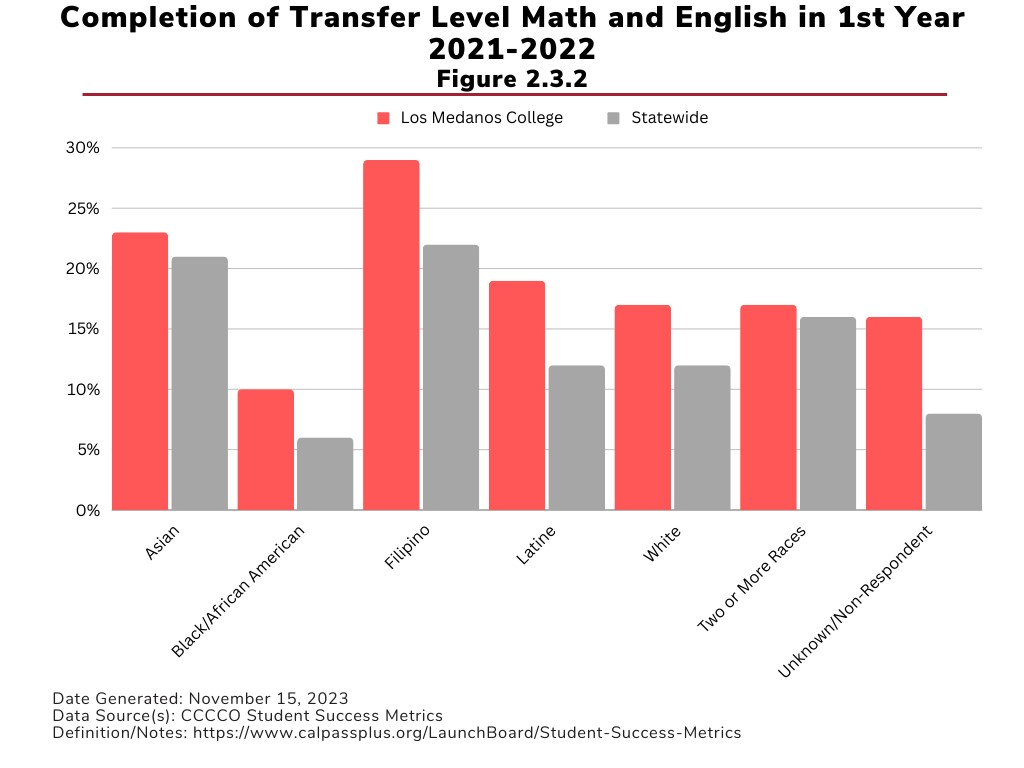 Completion of Transfer Level Math and English in 1st Year
2021-2022
Figure 2.3.2
Los Medanos College
Statewide
30%
25%
20%
15%
10%
5%
0%
Asian
Black/African American
Filipino
Latine
White
Two or More Races
Unknown/Non-Respondent
Date Generated: November 15, 2023
Data Source(s): CCCCO Student Success Metrics
Definition/Notes: https://www.calpassplus.org/LaunchBoard/Student-Success-Metrics